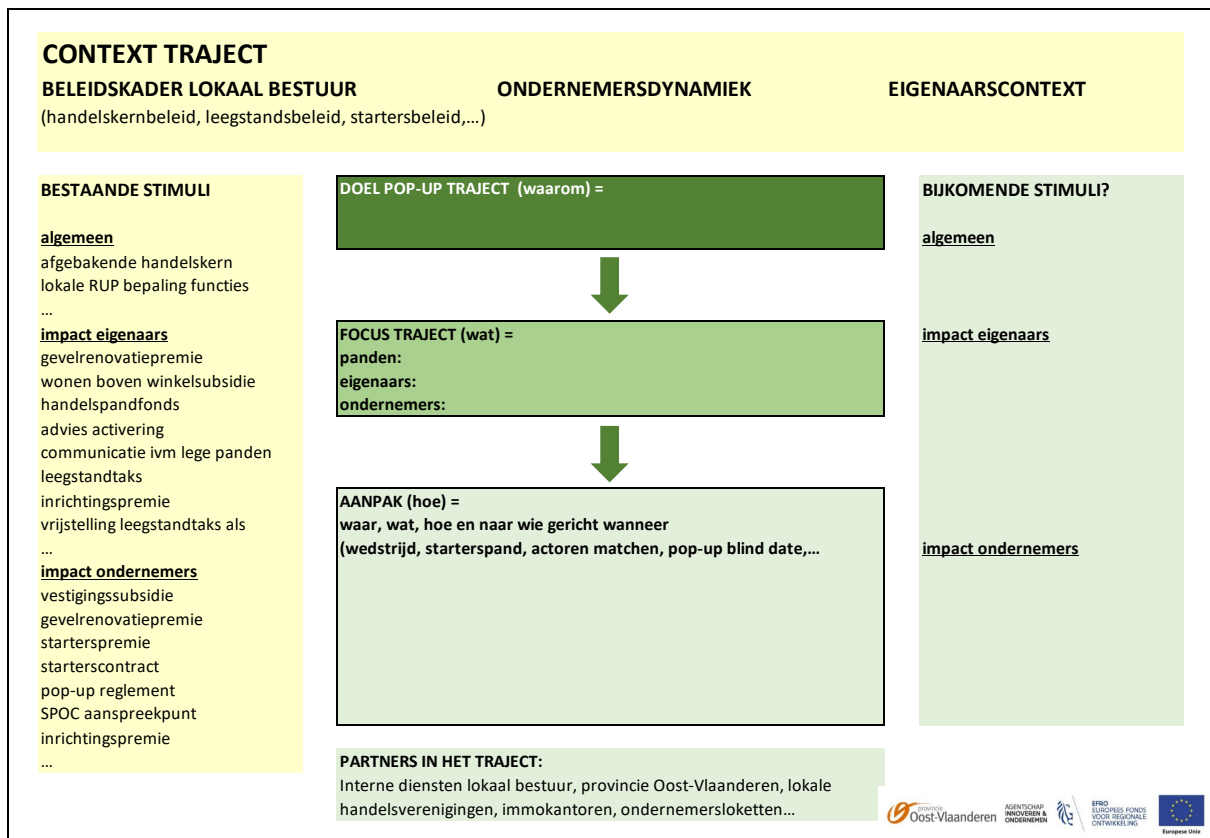 CONTEXT TRAJECT
BELEIDSKADER LOKAAL BESTUUR ONDERNEMERSDYNAMIEK EIGENAARSCONTEXT
(handelskernbeleid, leegstandsbeleid, startersbeleid,…)
BESTAANDE STIMULI
algemeen
afgebakende handelskern
lokale RUP bepaling functies
…
impact eigenaars
gevelrenovatiepremie
wonen boven winkelsubsidie
handelspandfonds
advies activering
communicatie ivm lege panden
leegstandtaks
inrichtingspremie
vrijstelling leegstandtaks als
…
impact ondernemers
vestigingssubsidie
gevelrenovatiepremie
starterspremie
starterscontract
pop-up reglement
SPOC aanspreekpunt
inrichtingspremie
…
DOEL POP-UP TRAJECT (waarom) =
FOCUS TRAJECT (wat) =
panden:
eigenaars:
ondernemers:
AANPAK (hoe) =
waar, wat, hoe en naar wie gericht wanneer
(wedstrijd, starterspand, actoren matchen, pop-up blind date,…
PARTNERS IN HET TRAJECT:
Interne diensten lokaal bestuur, provincie Oost-Vlaanderen, lokale
handelsverenigingen, immokantoren, ondernemersloketten…
BIJKOMENDE STIMULI?
algemeen
impact eigenaars
impact ondernemers
provincie
Oost-Vlaanderen
AGENTSCHAP
INNOVEREN &
ONDERNEMEN
EFRO
EUROPEES FONDS
VOOR REGIONALE
ONTWIKKELING
Europese Unie